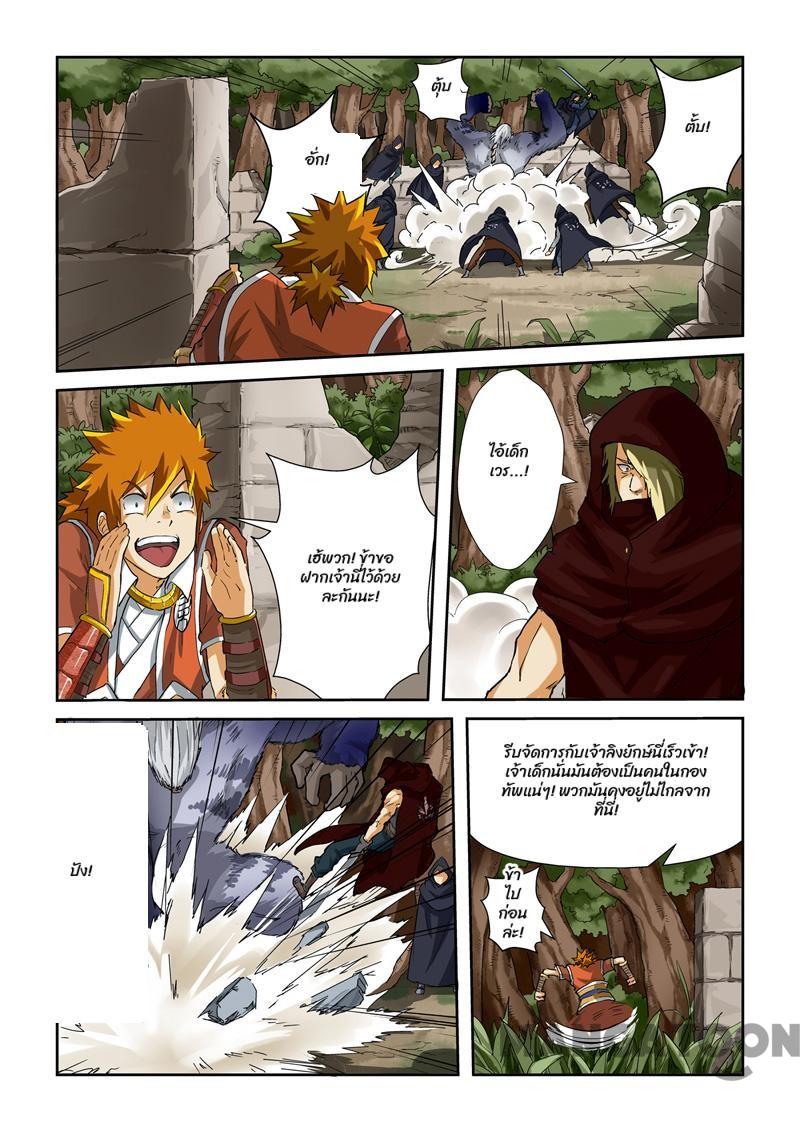 ตุ้บ
ตั้บ!
อั่ก!
เฮ้พวก! ข้าขอ
ฝากเจ้านี่ไว้ด้วย
ละกันนะ!
ไอ้เด็ก
เวร...!
ปัง!
รีบจัดการกับเจ้าลิงยักษ์นี่เร็วเข้า!
เจ้าเด็กนั่นมันต้องเป็นคนในกอง
ทัพแน่ๆ! พวกมันคงอยู่ไม่ไกลจาก
ที่นี่!
ข้า
ไป
ก่อน
ล่ะ!
MANGATOON